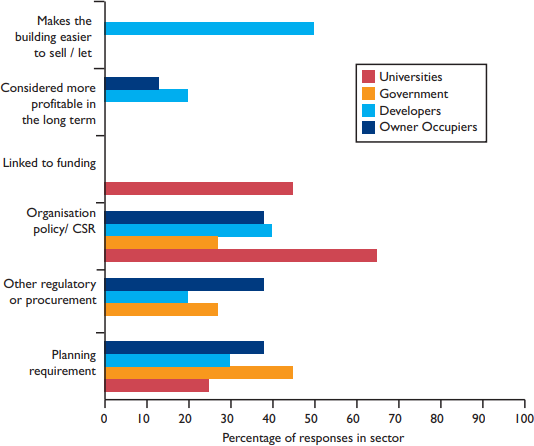 Makes the
building easier
to sell / let
Considered more
profitable in
the long term
Linked to funding
Organisation
policy/ CSR
Other regulatory
or procurement
Planning
requirement
Universities
Government
Developers
Owner Occupiers
0 10 20 30 40 50 60 70 80 90 100
Percentage of responses in sector